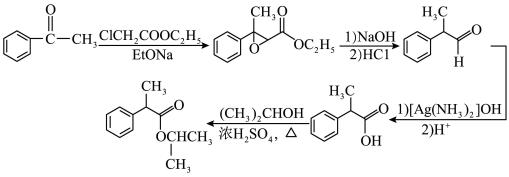 O
CH₃
ClCH₂COOC₂H₅
EtONa
CH₃
O
O
OC₂H₅
1)NaOH
2)HCl
H₃C
O
H
1)[Ag(NH₃)₂]OH
2)H⁺
H₃C
O
OH
(CH₃)₂CHOH
浓H₂SO₄, △
CH₃
O
OCHCH₃
CH₃